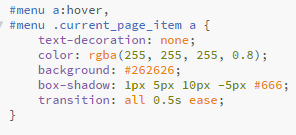 #menu a:hover,
#menu .current_page_item a {
text-decoration: none;
color: rgba(255, 255, 255, 0.8);
background: #262626;
box-shadow: 1px 5px 10px -5px #666;
transition: all 0.5s ease;
}